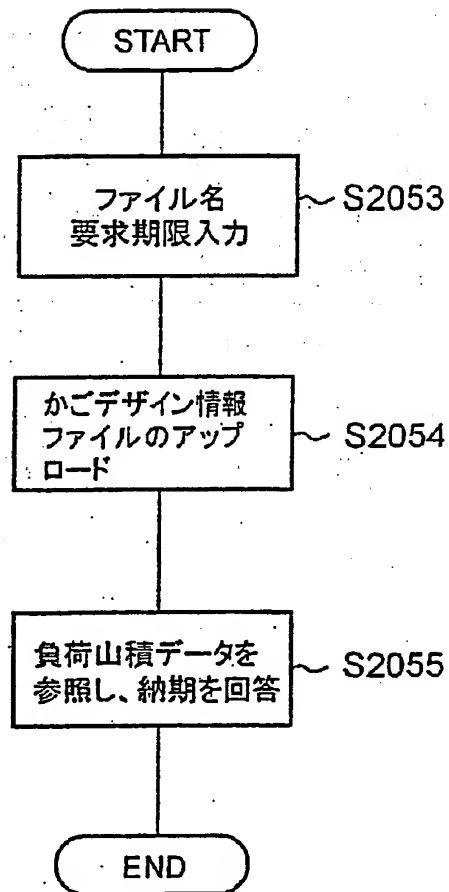 START
ファイル名
要求期限入力
S2053
かごデザイン情報
ファイルのアップ
ロード
S2054
負荷山積データを
参照し、納期を回答
S2055
END